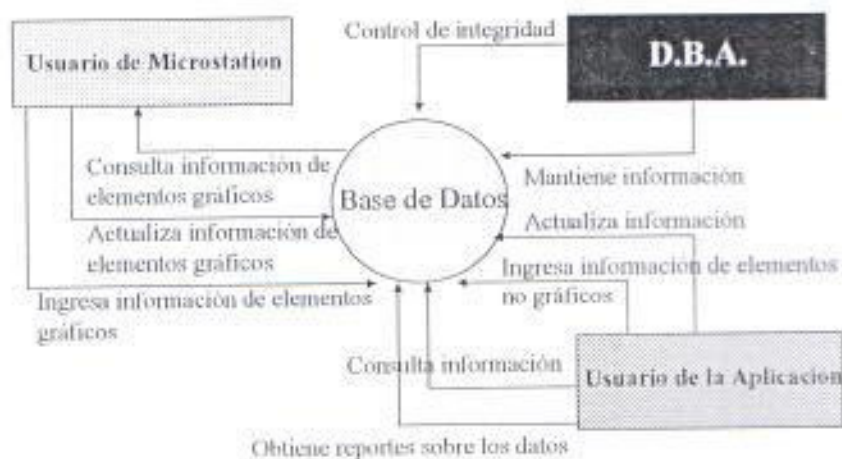 Control de integridad
D.B.A.
Usuario de Microstation
Consulta información de
elementos gráficos
Base de Datos
Mantiene información
Actualiza información
Actualiza información de
elementos gráficos
Ingresa información de elementos
no gráficos
Ingresa información de elementos
gráficos
Consulta información
Usuario de la Aplicacion
Obtiene reportes sobre los datos